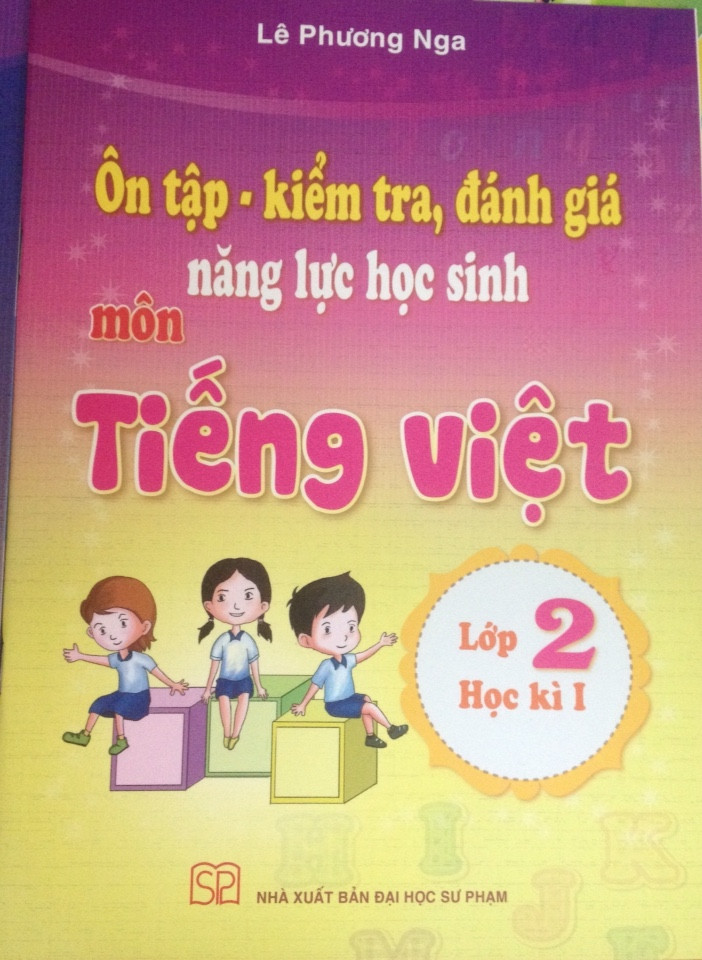 Lê Phương Nga
Ôn tập - kiểm tra, đánh giá
năng lực học sinh
môn
Tiếng việt
Lớp 2
Học kì I
SP
NHÀ XUẤT BẢN ĐẠI HỌC SƯ PHẠM
H I K
J
M